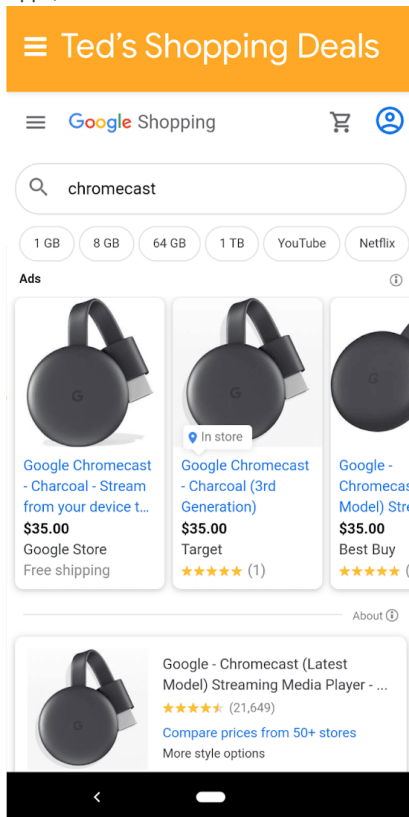 Ted's Shopping Deals
Google Shopping
chromecast
1 GB 8 GB 64 GB 1 TB YouTube Netflix
Ads
G
G
G
In store
Google Chromecast
- Charcoal - Stream
from your device t...
$35.00
Google Store
Free shipping
Google Chromecast
- Charcoal (3rd
Generation)
$35.00
Target
(1)
Google -
Chromecas
Model) Stre
$35.00
Best Buy
(
About
G
Google - Chromecast (Latest
Model) Streaming Media Player - ...
(21,649)
Compare prices from 50+ stores
More style options